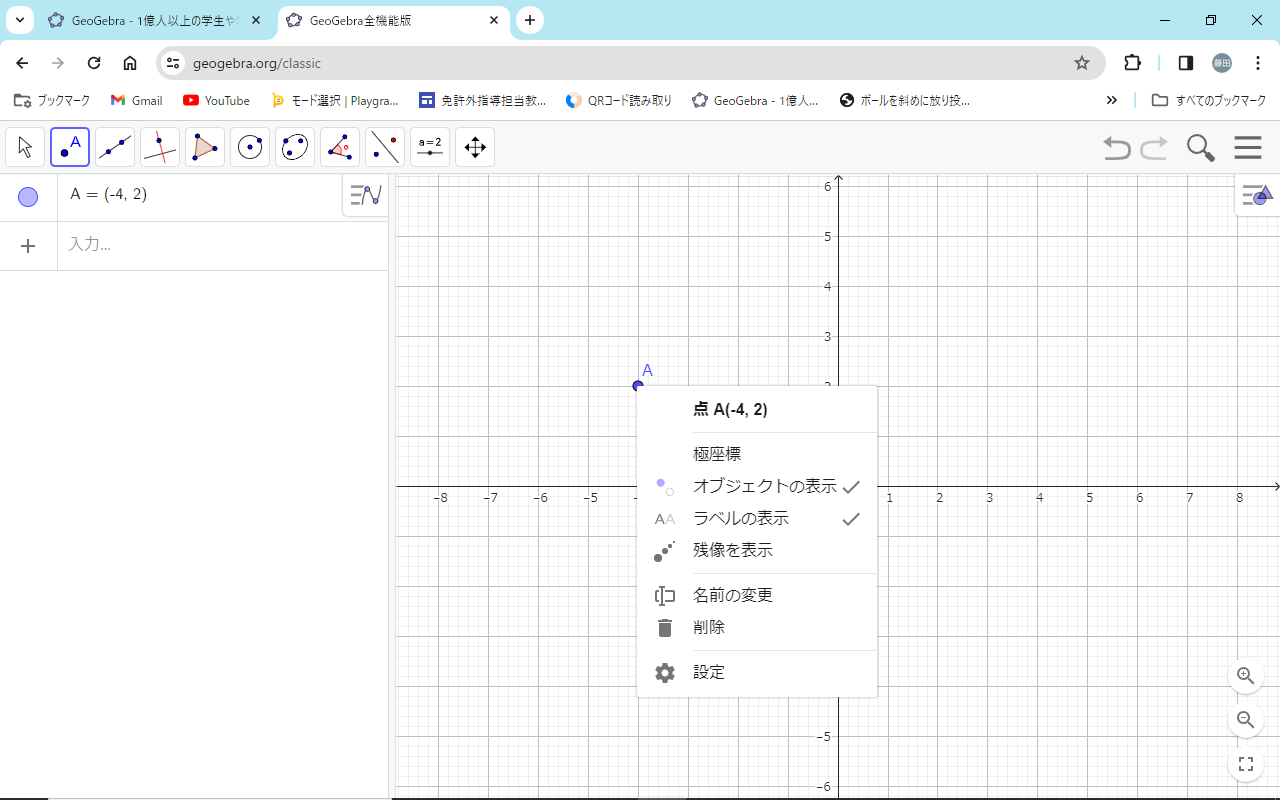 GeoGebra - 1億人以上の学生や
GeoGebra全機能版
geogebra.org/classic
藤田
ブックマーク
Gmail
YouTube
モード選択 | Playgra...
免許外指導担当教...
QRコード読み取り
GeoGebra - 1億人...
ボールを斜めに放り投...
すべてのブックマーク
A
a=2
A = (-4, 2)
入力...
6
5
4
3
A
点 A(-4, 2)
極座標
オブジェクトの表示
-8 -7 -6 -5 1 2 3 4 5 6 7 8
AA ラベルの表示
残像を表示
名前の変更
削除
設定
-5
-6